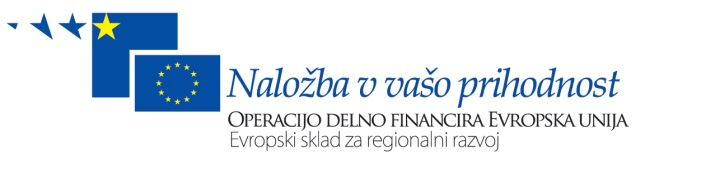 Naložba v vašo prihodnost
OPERACIJO DELNO FINANCIRA EVROPSKA UNIJA
Evropski sklad za regionalni razvoj